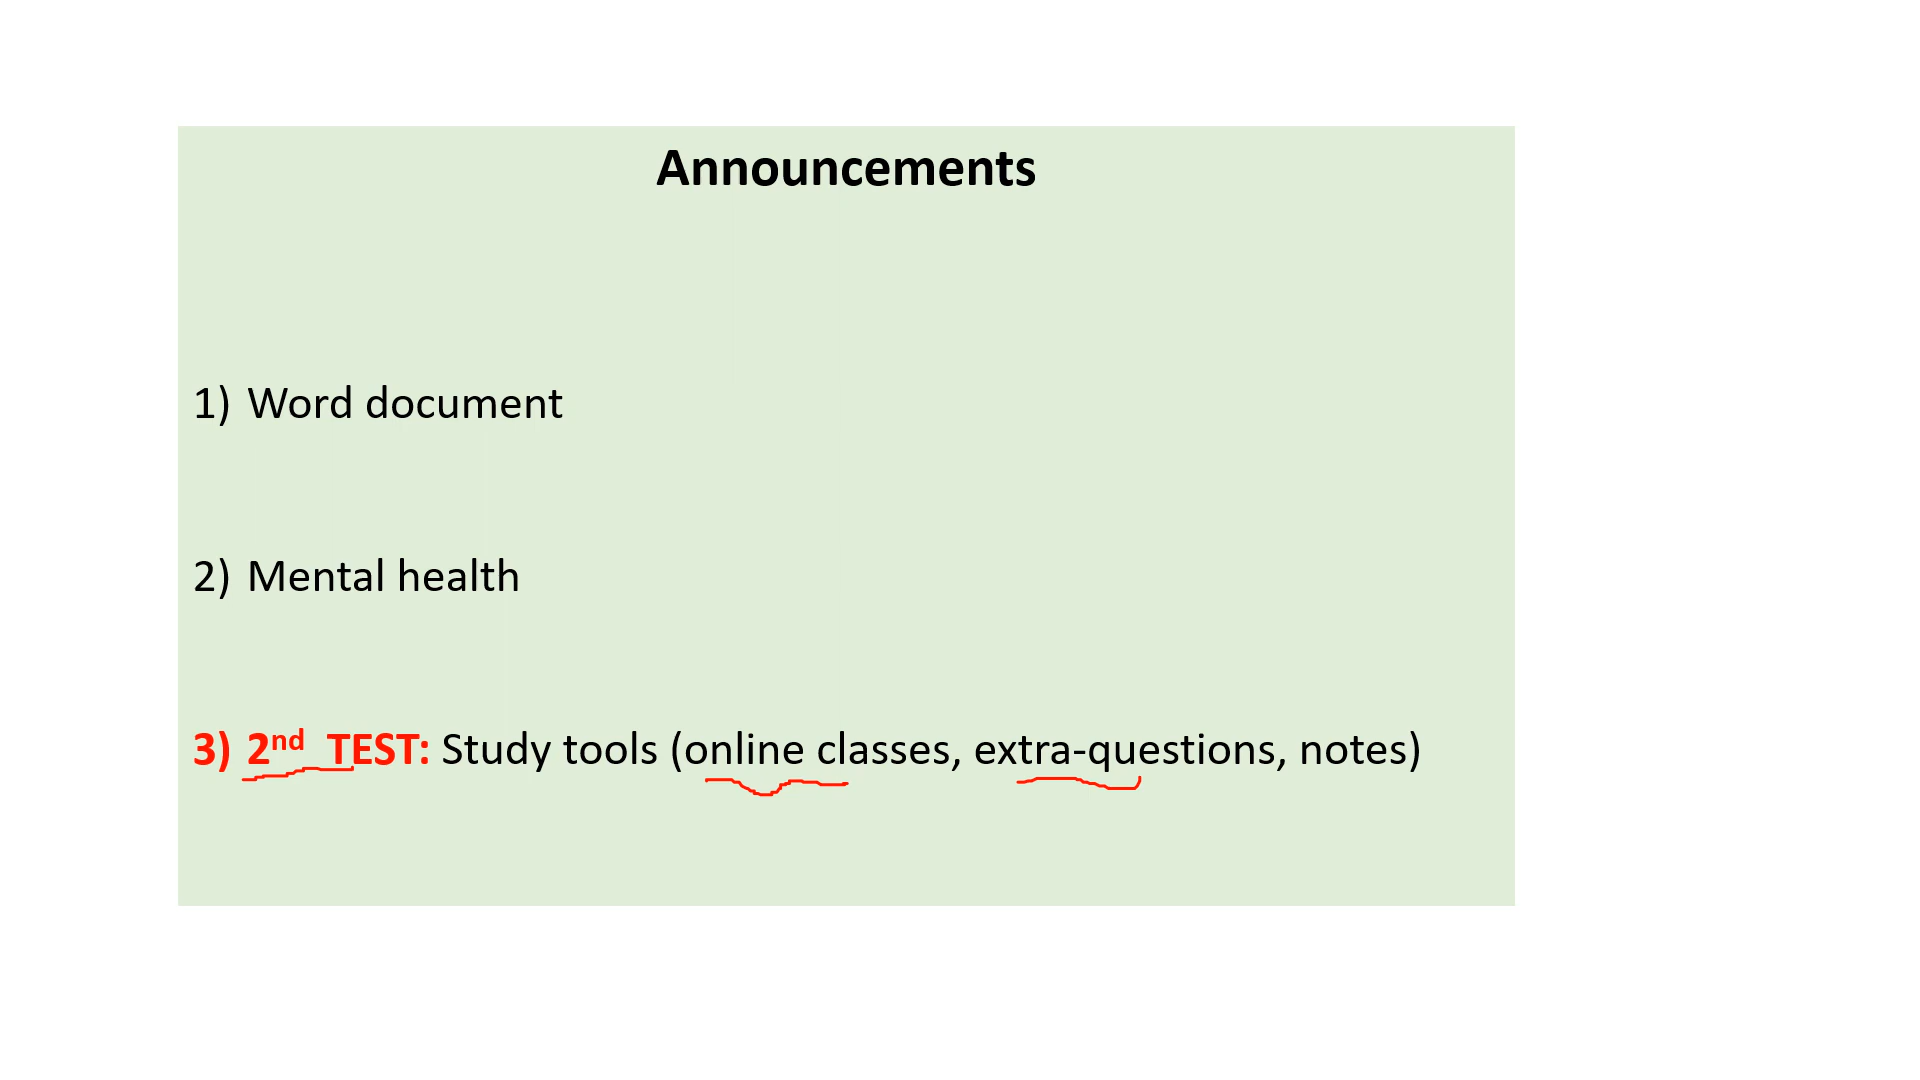 Announcements
1) Word document
2) Mental health
3) 2nd TEST: Study tools (online classes, extra-questions, notes)